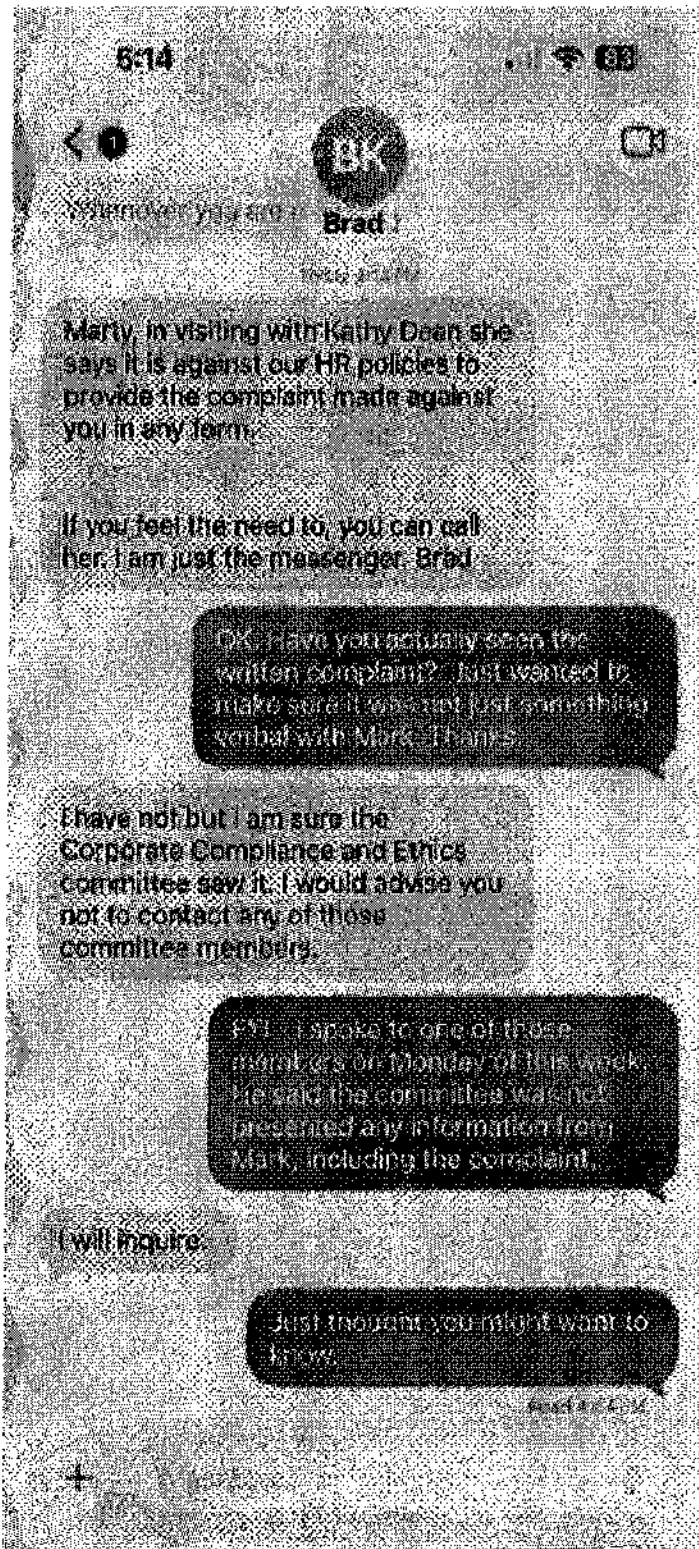 6:14
83
1
BK
Whenever you are
Brad
Marty, in visiting with Kathy Dean she
says it is against our HR policies to
provide the complaint made against
you in any form.
If you feel the need to, you can call
her. I am just the messenger. Brad
OK. Have you actually seen the
written complaint? Just wanted to
make sure it was not just something
verbal with Mark. Thanks
I have not but I am sure the
Corporate Compliance and Ethics
committee saw it. I would advise you
not to contact any of those
committee members.
FYI... I spoke to one of those
members on Monday of this week.
He said the committee was not
presented any information from
Mark, including the complaint.
I will inquire.
Just thought you might want to
know.